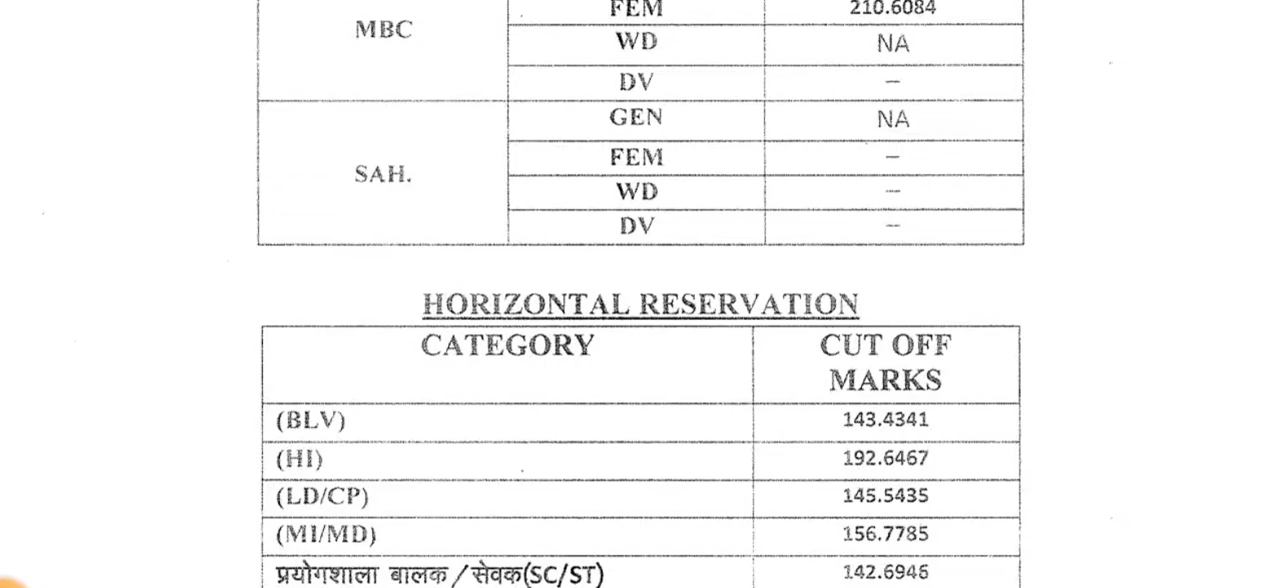 MBC
FEM 210.6084
WD NA
DV –
SAH.
GEN NA
FEM –
WD –
DV –
HORIZONTAL RESERVATION
CATEGORY CUT OFF
MARKS
(BLV) 143.4341
(HI) 192.6467
(LD/CP) 145.5435
(MI/MD) 156.7785
प्रयोगशाला बालक / सेवक(SC/ST) 142.6946